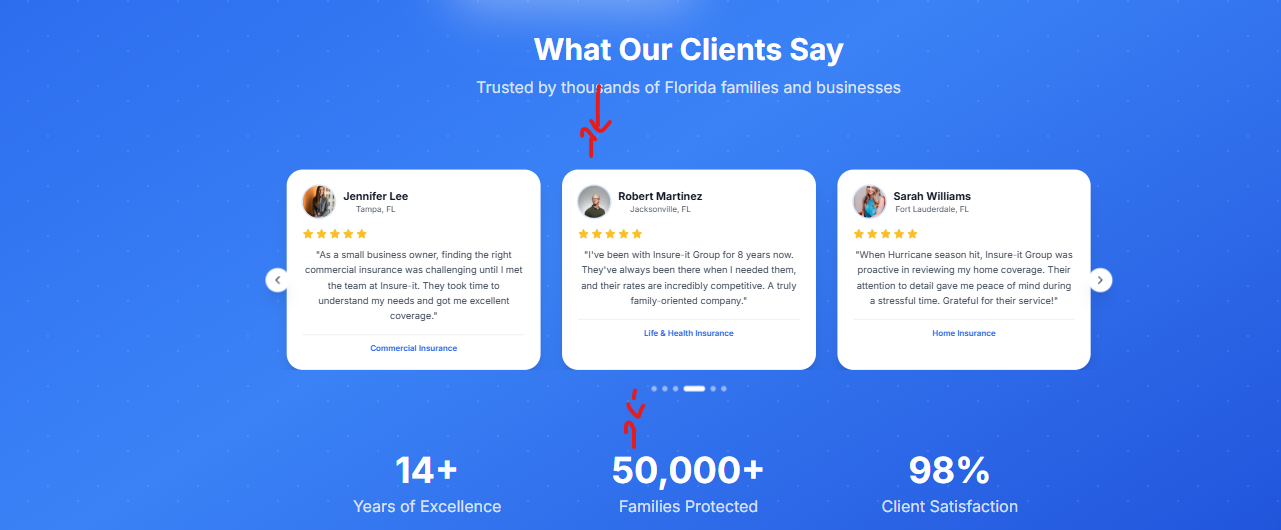 What Our Clients Say
Trusted by thousands of Florida families and businesses
Jennifer Lee
Tampa, FL
"As a small business owner, finding the right
commercial insurance was challenging until I met
the team at Insure-it. They took time to
understand my needs and got me excellent
coverage."
Commercial Insurance
Robert Martinez
Jacksonville, FL
"I've been with Insure-it Group for 8 years now.
They've always been there when I needed them,
and their rates are incredibly competitive. A truly
family-oriented company."
Life & Health Insurance
Sarah Williams
Fort Lauderdale, FL
"When Hurricane season hit, Insure-it Group was
proactive in reviewing my home coverage. Their
attention to detail gave me peace of mind during
a stressful time. Grateful for their service!"
Home Insurance
14+
Years of Excellence
50,000+
Families Protected
98%
Client Satisfaction